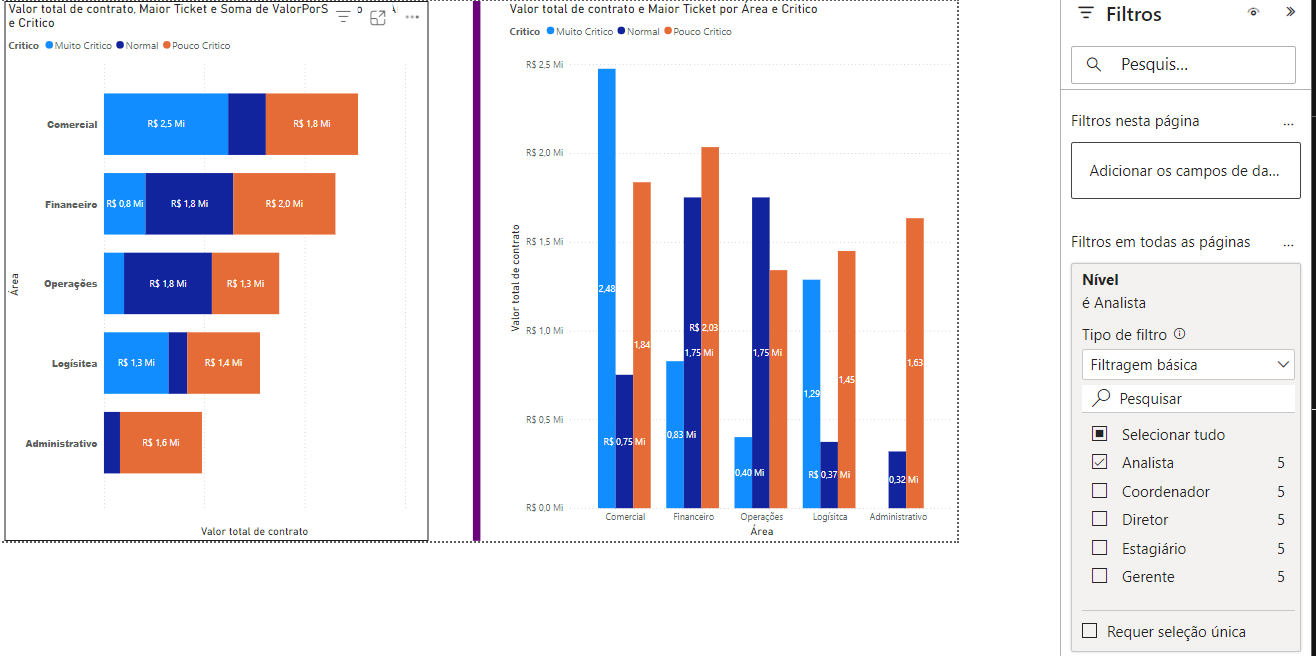 Valor total de contrato, Maior Ticket e Soma de ValorPorS
e Critico
Critico Muito Critico Normal Pouco Critico
Área
Comercial
R$ 2,5 Mi
R$ 1,8 Mi
Financeiro
R$ 0,8 Mi
R$ 1,8 Mi
R$ 2,0 Mi
Operações
R$ 1,8 Mi
R$ 1,3 Mi
Logísitca
R$ 1,3 Mi
R$ 1,4 Mi
Administrativo
R$ 1,6 Mi
Valor total de contrato
Valor total de contrato e Maior Ticket por Área e Critico
Critico Muito Critico Normal Pouco Critico
Valor total de contrato
R$ 2,5 Mi
R$ 2,0 Mi
R$ 1,5 Mi
R$ 1,0 Mi
R$ 0,5 Mi
R$ 0,0 Mi
2,48
R$ 0,75 Mi
1,84
0,83 Mi
1,75 Mi
R$ 2,03
0,40 Mi
1,75 Mi
1,29
R$ 0,37 Mi
1,45
0,32 Mi
1,63
Comercial
Financeiro
Operações
Logísitca
Administrativo
Área
Filtros
Pesquis...
Filtros nesta página ...
Adicionar os campos de da...
Filtros em todas as páginas ...
Nível
é Analista
Tipo de filtro
Filtragem básica
Pesquisar
Selecionar tudo
Analista 5
Coordenador 5
Diretor 5
Estagiário 5
Gerente 5
Requer seleção única